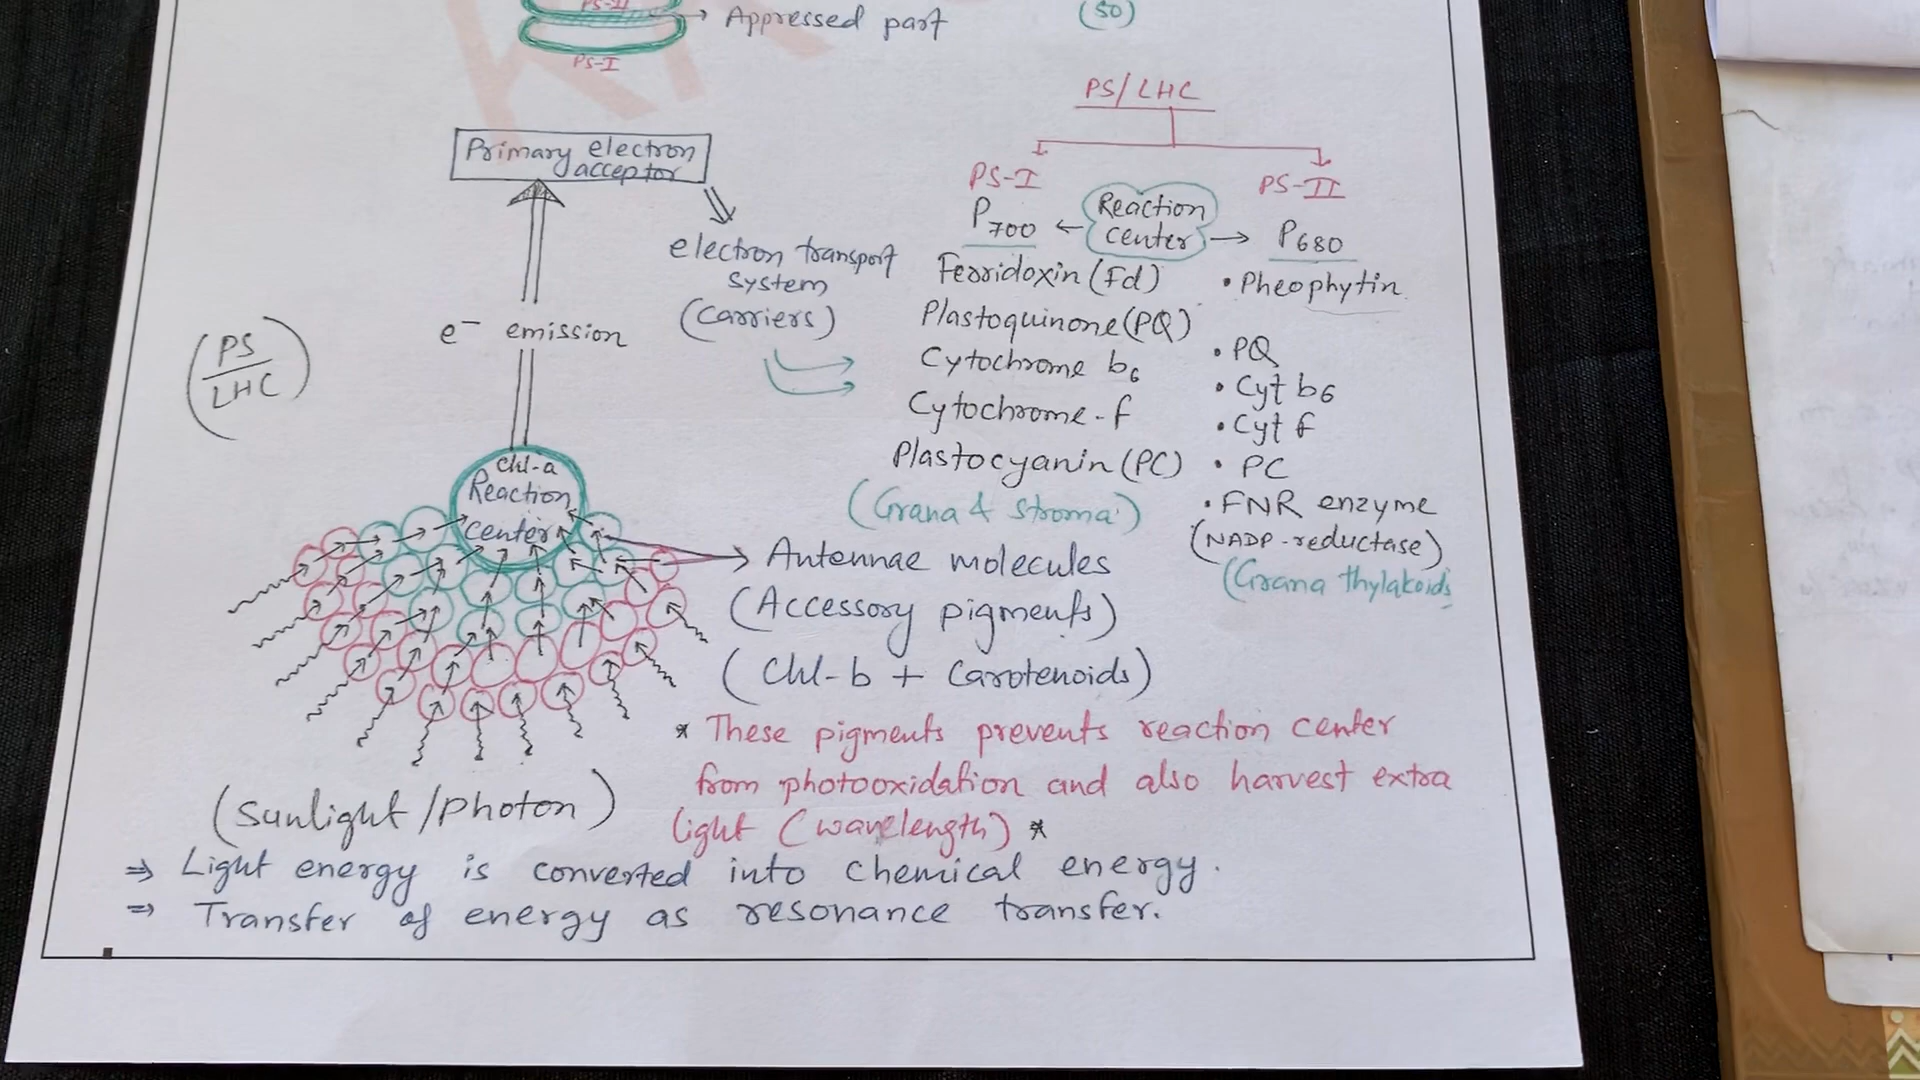 PS-II
Appressed part
(50)
PS-I
PS/LHC
Primary electron
acceptor
PS-I
PS-II
Reaction
center
P700
P680
electron transport
system
(Carriers)
Ferridoxin (Fd)
• Pheophytin
Plastoquinone (PQ)
e⁻ emission
(PS/LHC)
• PQ
Cytochrome b6
• Cyt b6
Cytochrome-f
• Cyt f
Plastocyanin (PC)
• PC
(Grana & Stroma)
• FNR enzyme
(NADP-reductase)
(Grana thylakoids
Chl-a
Reaction
center
Antennae molecules
(Accessory pigments)
(Chl-b + Carotenoids)
* These pigments prevents reaction center
from photooxidation and also harvest extra
light (wavelength) *
(Sunlight/Photon)
⇒ Light energy is converted into chemical energy.
⇒ Transfer of energy as resonance transfer.